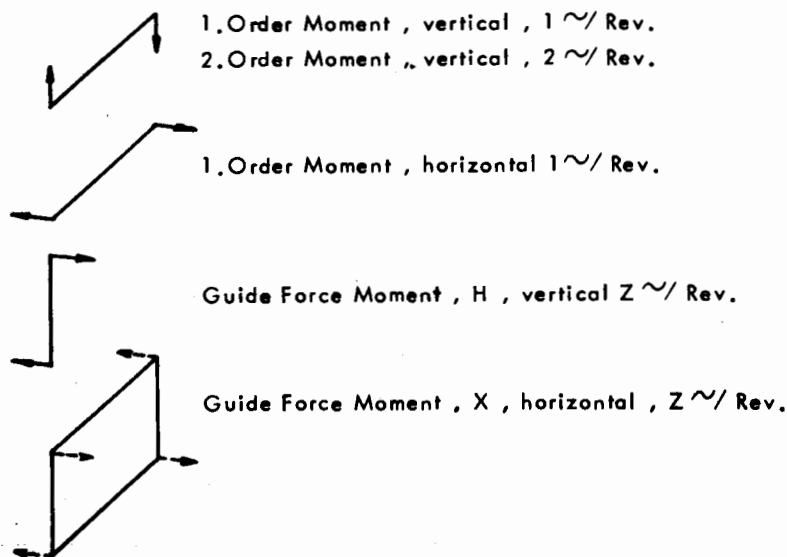 1.Order Moment , vertical , 1 ~/ Rev.
2.Order Moment ,. vertical , 2 ~/ Rev.
1.Order Moment , horizontal 1~/ Rev.
Guide Force Moment , H , vertical Z ~/ Rev.
Guide Force Moment , X , horizontal , Z ~/ Rev.